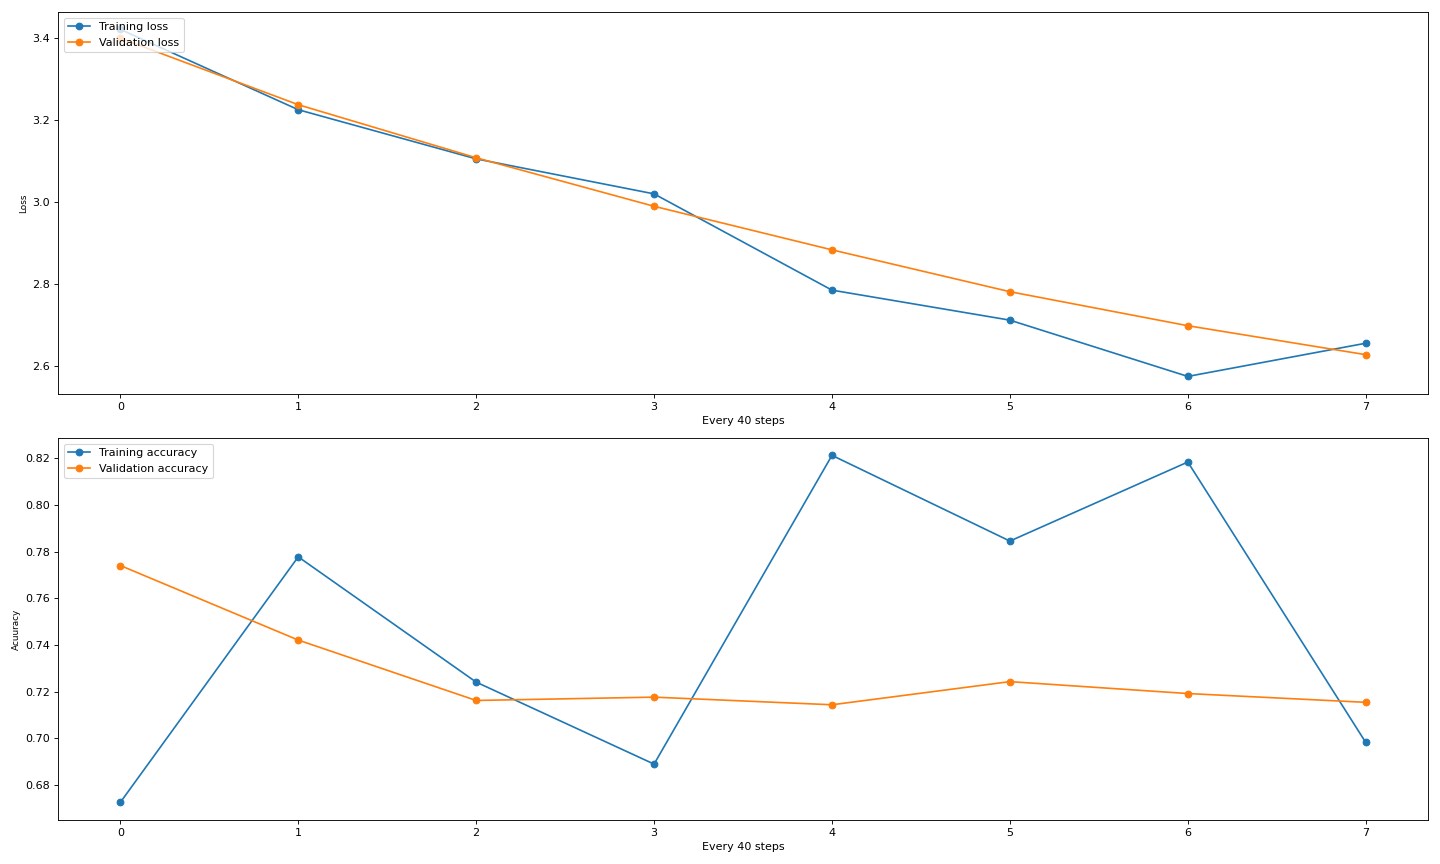 Training loss
Validation loss
3.4
3.2
3.0
2.8
2.6
Loss
0 1 2 3 4 5 6 7
Every 40 steps
Training accuracy
Validation accuracy
0.82
0.80
0.78
0.76
0.74
0.72
0.70
0.68
Acuuracy
0 1 2 3 4 5 6 7
Every 40 steps